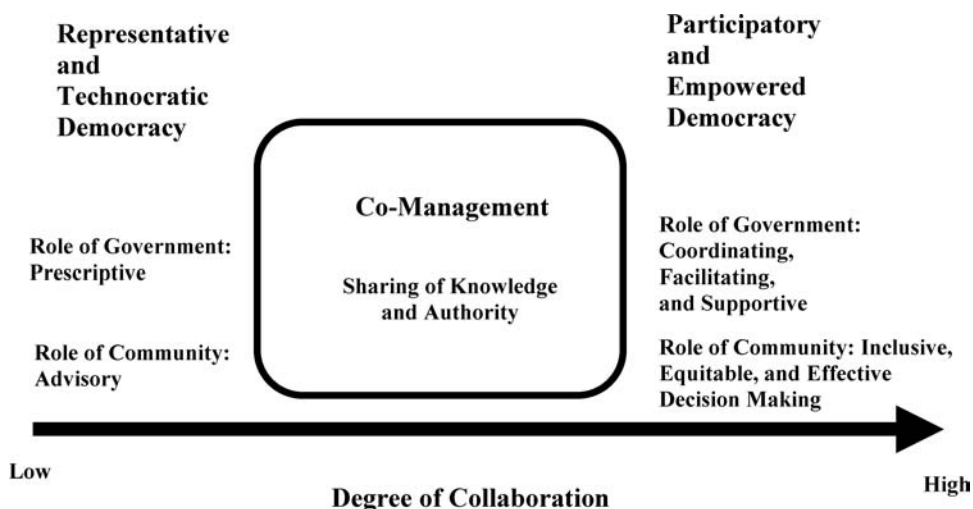 Representative
and
Technocratic
Democracy
Participatory
and
Empowered
Democracy
Co-Management
Sharing of Knowledge
and Authority
Role of Government:
Prescriptive
Role of Community:
Advisory
Role of Government:
Coordinating,
Facilitating,
and Supportive
Role of Community: Inclusive,
Equitable, and Effective
Decision Making
Low
High
Degree of Collaboration